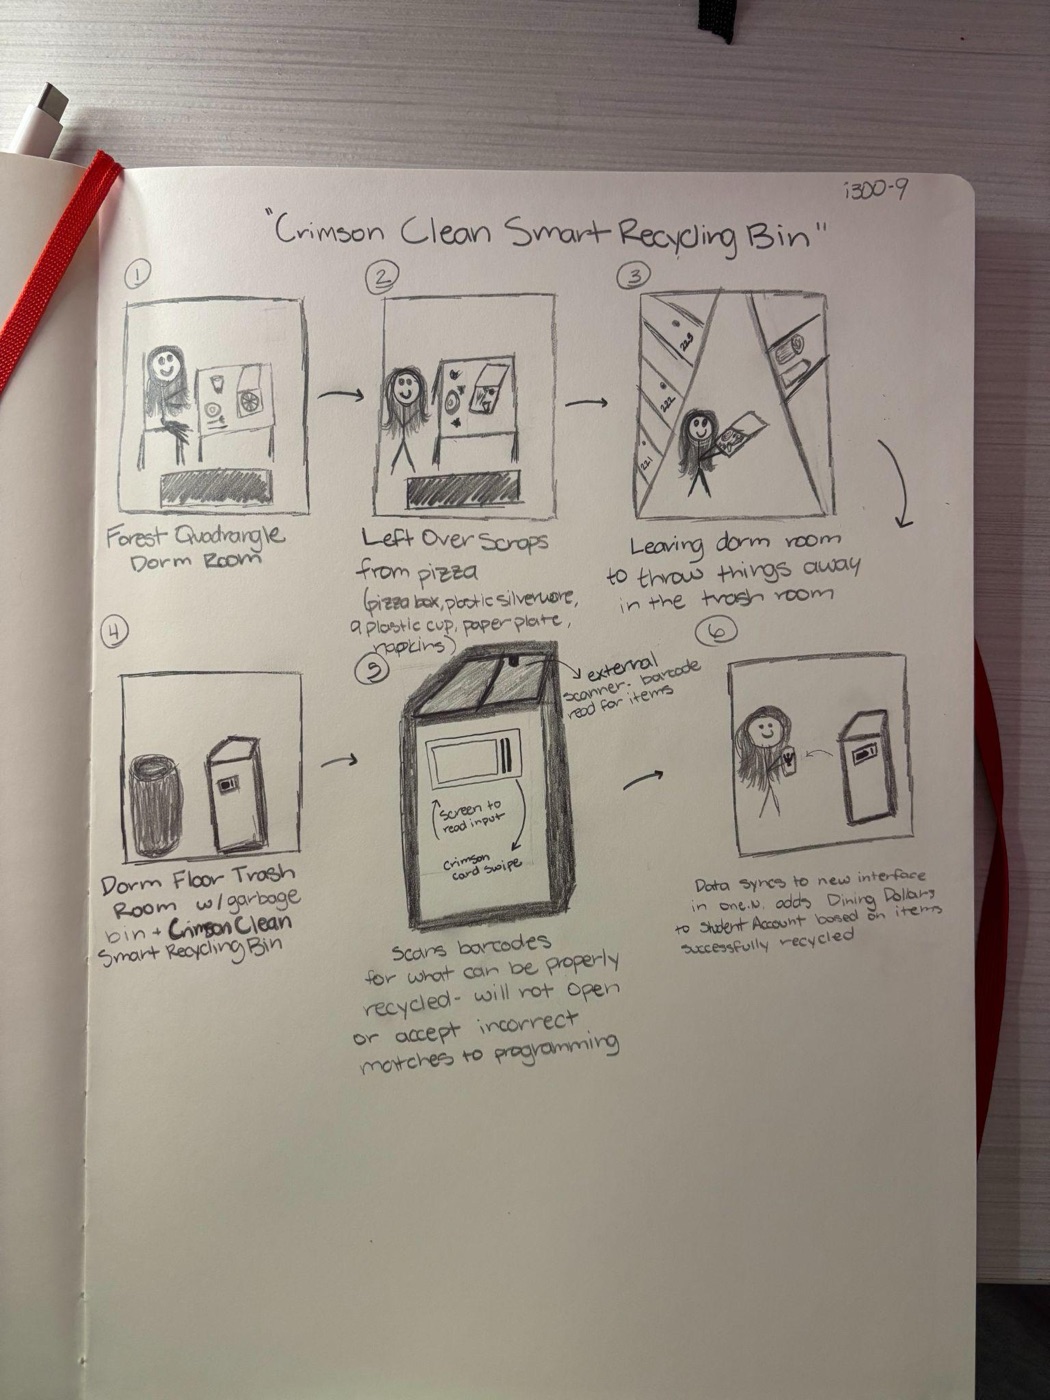 i300-9
"Crimson Clean Smart Recycling Bin"
1
Forest Quadrangle
Dorm Room
2
Left Over Scraps
from pizza
(pizza box, plastic silverware,
a plastic cup, paper plate,
napkins)
3
223
222
221
Leaving dorm room
to throw things away
in the trash room
4
Dorm Floor Trash
Room w/garbage
bin + Crimson Clean
Smart Recycling Bin
5
external
scanner: barcode
read for items
screen to
read input
Crimson
card swipe
Scans barcodes
for what can be properly
recycled- will not open
or accept incorrect
matches to programming
6
Data syncs to new interface
in one.IU. adds Dining Dollars
to Student Account based on items
successfully recycled